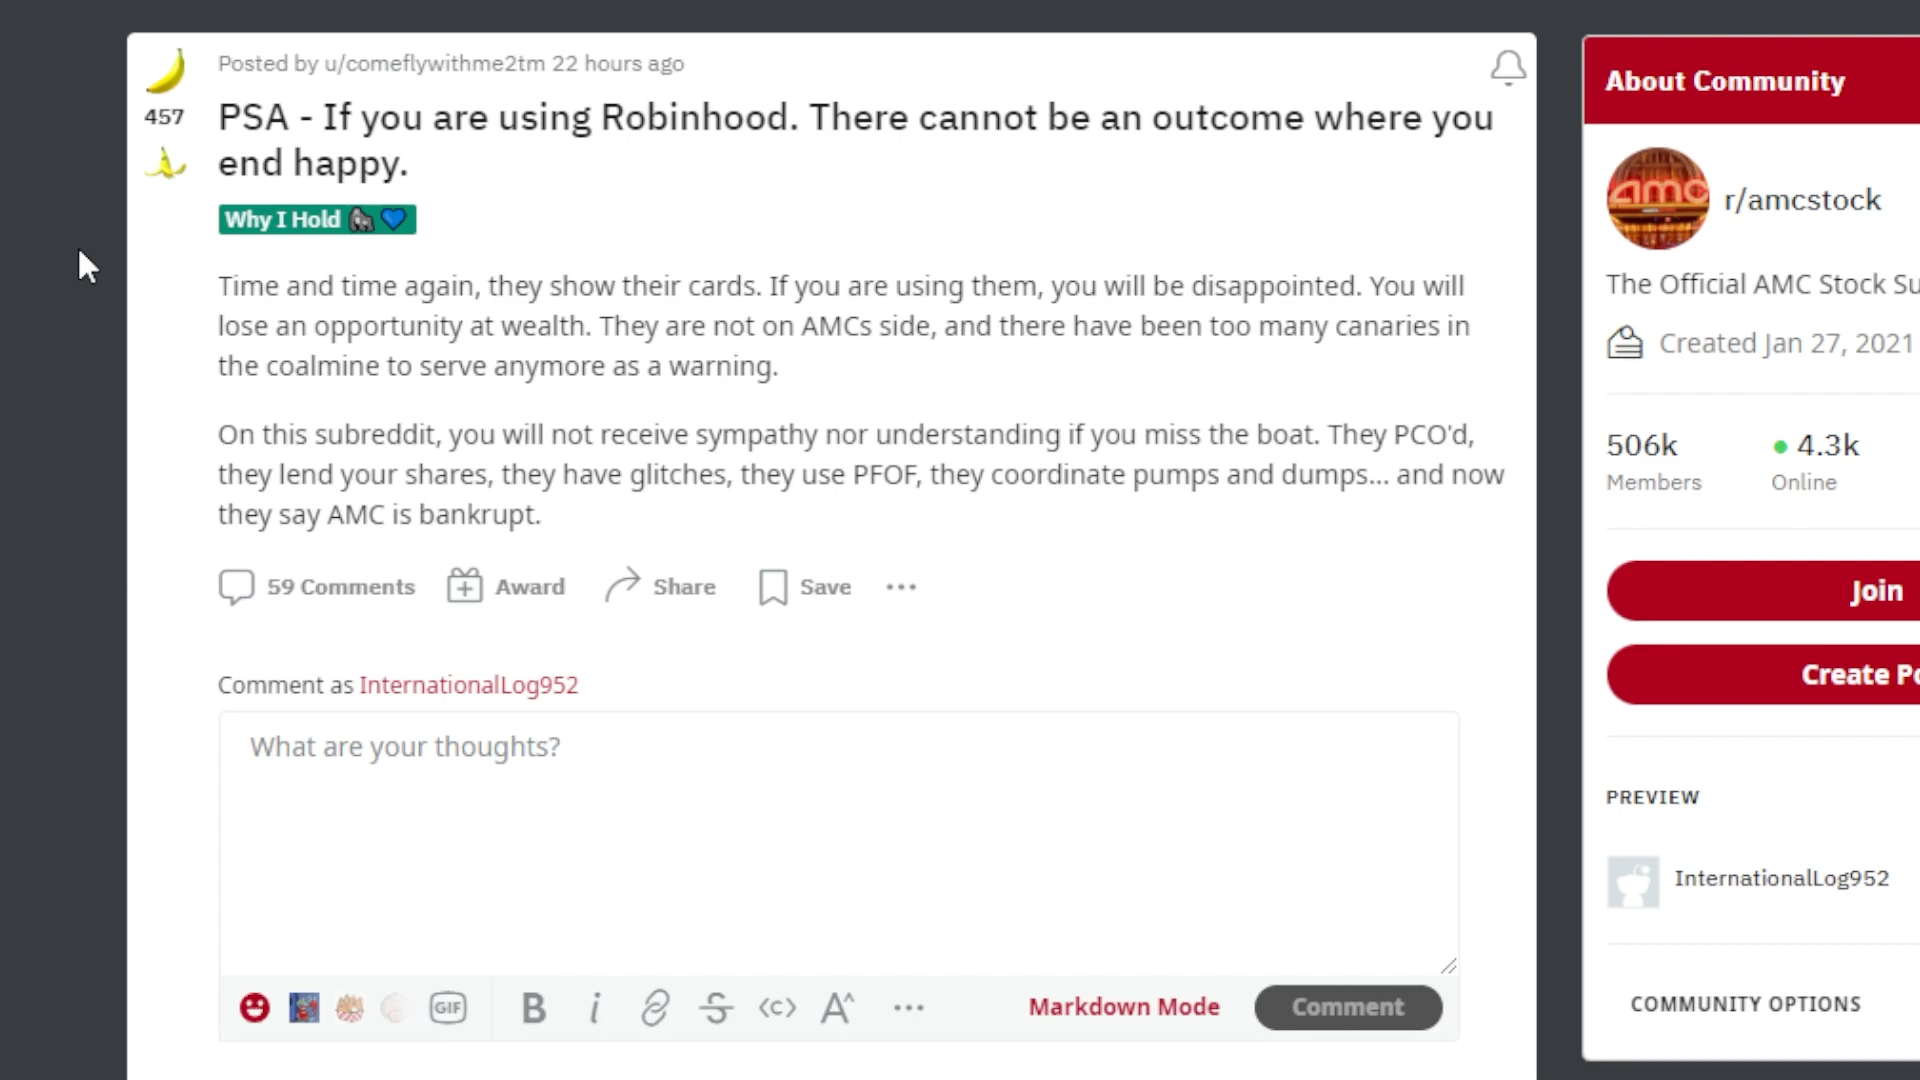 Posted by u/comeflywithme2tm 22 hours ago
457
PSA - If you are using Robinhood. There cannot be an outcome where you
end happy.
Why I Hold
Time and time again, they show their cards. If you are using them, you will be disappointed. You will
lose an opportunity at wealth. They are not on AMCs side, and there have been too many canaries in
the coalmine to serve anymore as a warning.
On this subreddit, you will not receive sympathy nor understanding if you miss the boat. They PCO'd,
they lend your shares, they have glitches, they use PFOF, they coordinate pumps and dumps... and now
they say AMC is bankrupt.
59 Comments Award Share Save
Comment as InternationalLog952
What are your thoughts?
GIF B i S <c> A^ Markdown Mode Comment
About Community
amc
r/amcstock
The Official AMC Stock Su
Created Jan 27, 2021
506k 4.3k
Members Online
Join
Create Po
PREVIEW
InternationalLog952
COMMUNITY OPTIONS